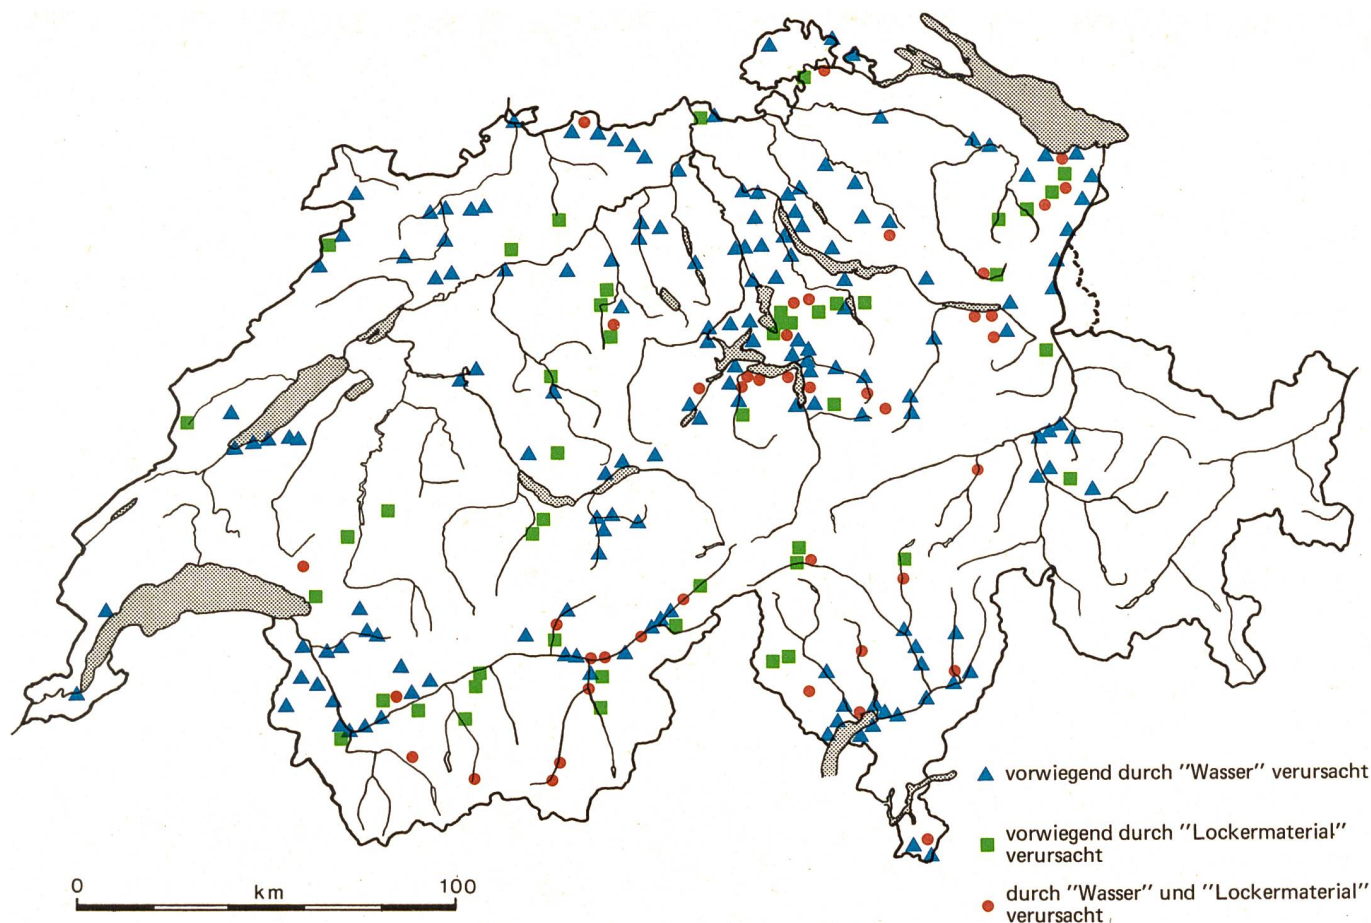 vorwiegend durch "Wasser" verursacht
vorwiegend durch "Lockermaterial"
verursacht
durch "Wasser" und "Lockermaterial"
verursacht
0 km 100